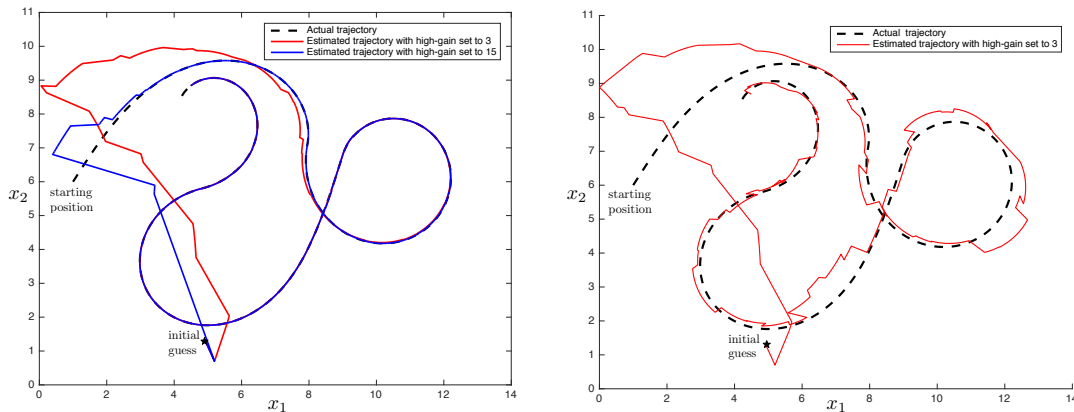 11
10
9
8
7
6
5
4
3
2
1
0
x2
0
2
4
6
8
10
12
14
x1
Actual trajectory
Estimated trajectory with high-gain set to 3
Estimated trajectory with high-gain set to 15
starting
position
initial
guess
11
10
9
8
7
6
5
4
3
2
1
0
x2
0
2
4
6
8
10
12
14
x1
Actual trajectory
Estimated trajectory with high-gain set to 3
starting
position
initial
guess